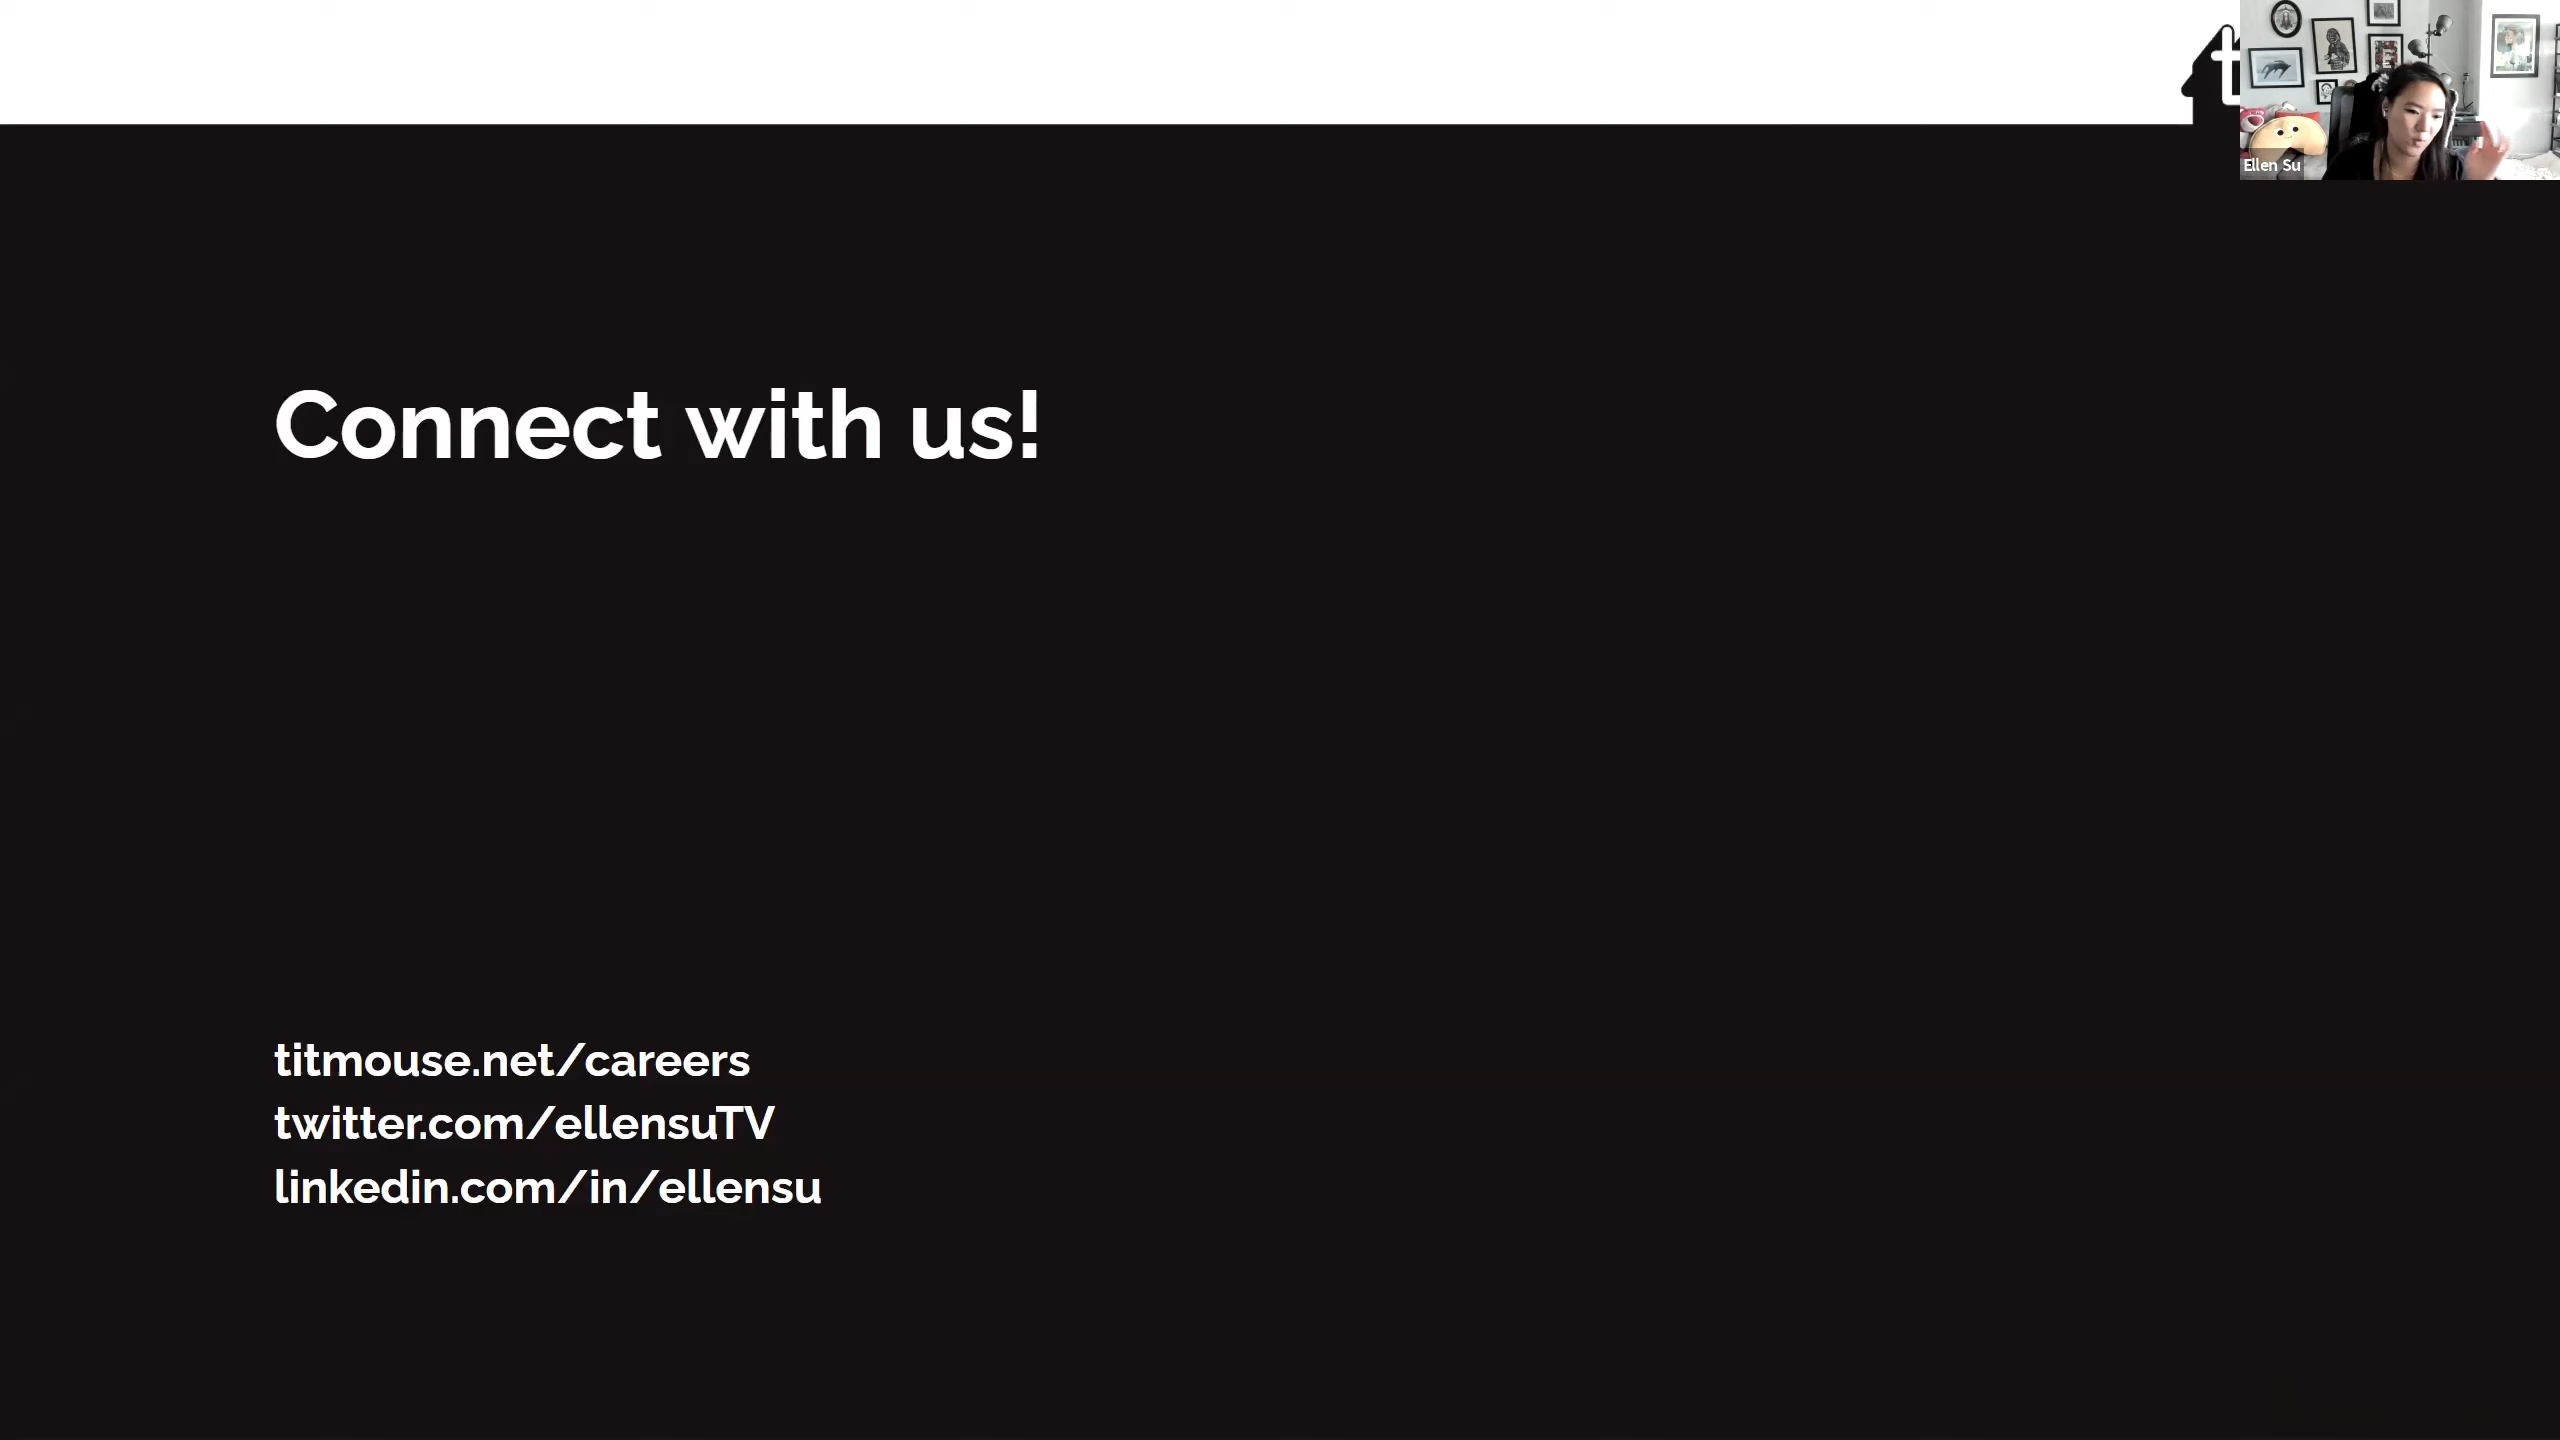 t
Ellen Su
Connect with us!
titmouse.net/careers
twitter.com/ellensuTV
linkedin.com/in/ellensu